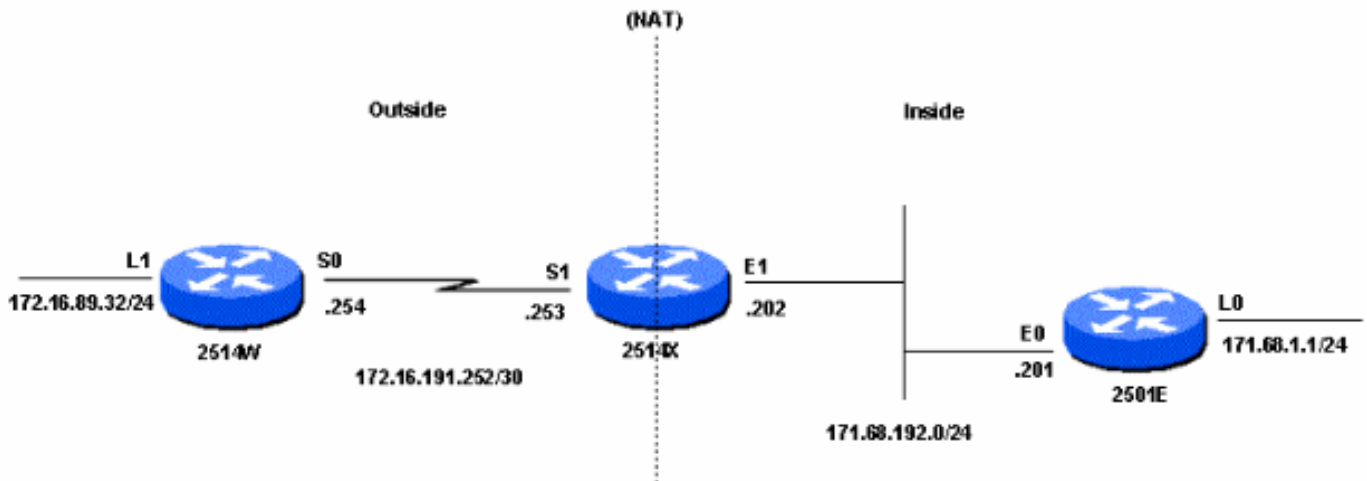 (NAT)
Outside
Inside
L1
S0
S1
E1
172.16.89.32/24
.254
.253
.202
E0
L0
2514W
2514X
.201
171.68.1.1/24
172.16.191.252/30
2501E
171.68.192.0/24